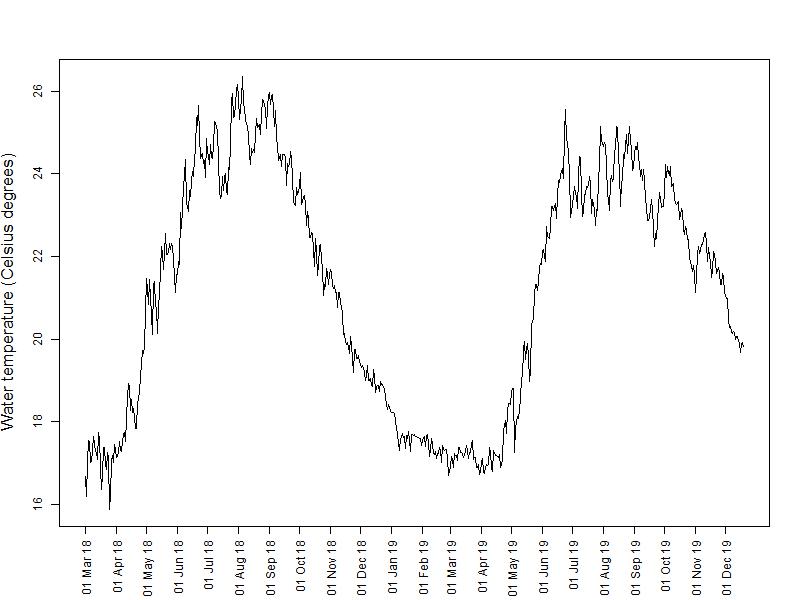 Water temperature (Celsius degrees)
26
24
22
20
18
16
01 Mar 18
01 Apr 18
01 May 18
01 Jun 18
01 Jul 18
01 Aug 18
01 Sep 18
01 Oct 18
01 Nov 18
01 Dec 18
01 Jan 19
01 Feb 19
01 Mar 19
01 Apr 19
01 May 19
01 Jun 19
01 Jul 19
01 Aug 19
01 Sep 19
01 Oct 19
01 Nov 19
01 Dec 19